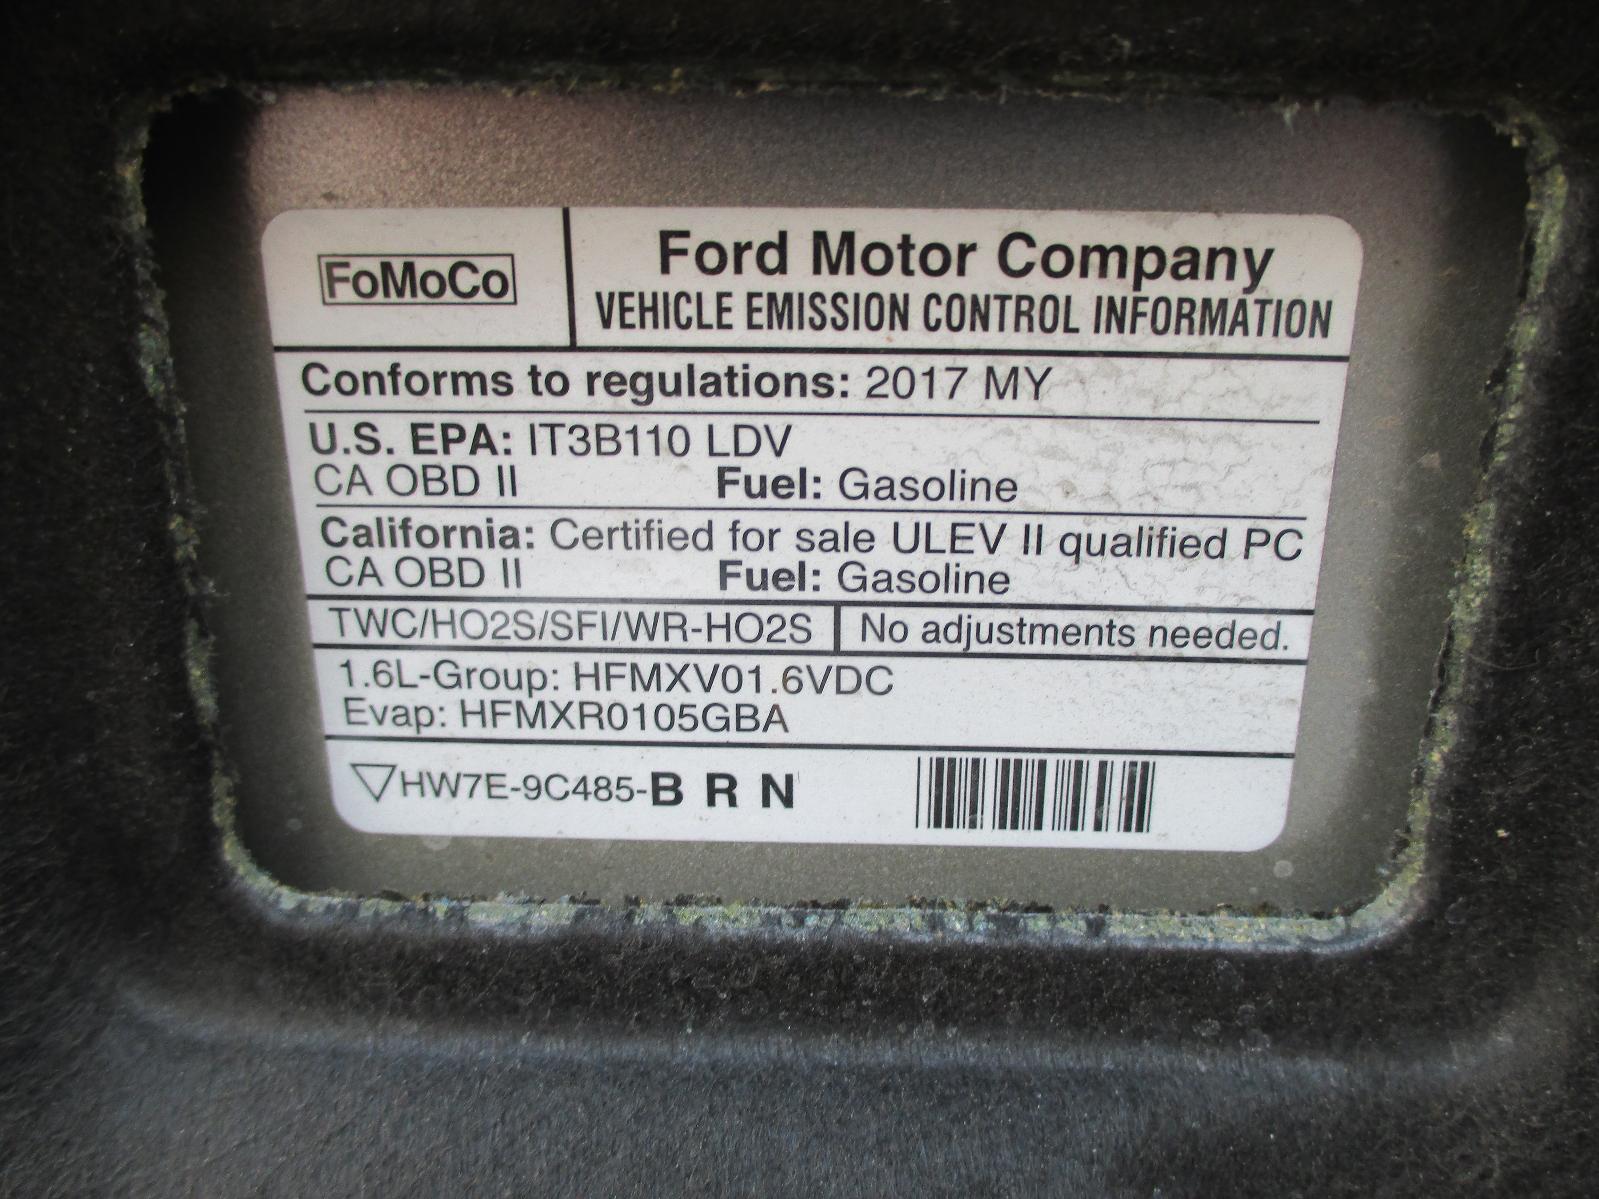 FoMoCo
Ford Motor Company
VEHICLE EMISSION CONTROL INFORMATION
Conforms to regulations: 2017 MY
U.S. EPA: IT3B110 LDV
CA OBD II Fuel: Gasoline
California: Certified for sale ULEV II qualified PC
CA OBD II Fuel: Gasoline
TWC/HO2S/SFI/WR-HO2S No adjustments needed.
1.6L-Group: HFMXV01.6VDC
Evap: HFMXR0105GBA
HW7E-9C485-B R N